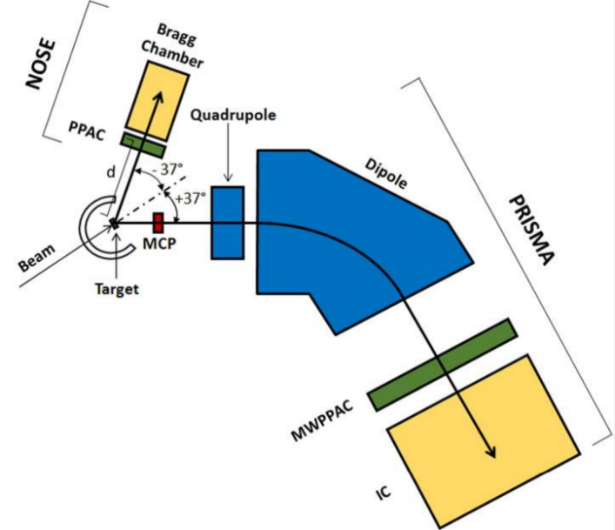 NOSE
Bragg
Chamber
PPAC
Quadrupole
d
- 37°
+37°
Dipole
PRISMA
MCP
Beam
Target
MWPPAC
IC